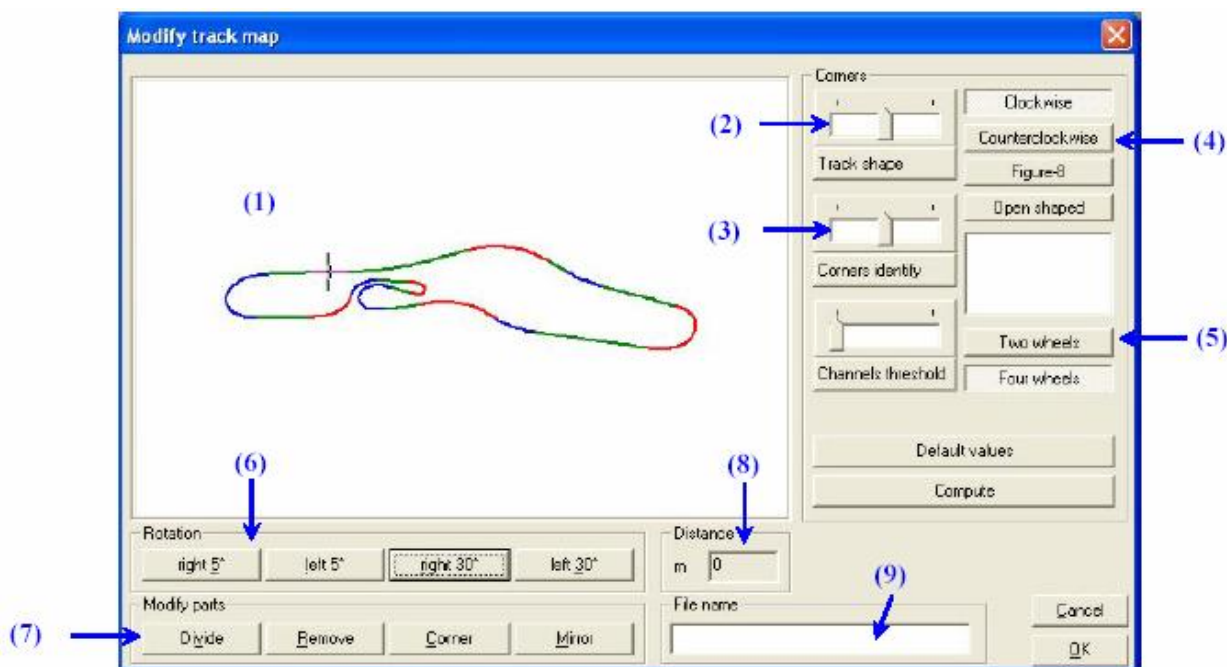 Modify track map
Corners
(1)
(2)
Track shape
Clockwise
Counterclockwise
(4)
Figure-8
(3)
Corners identify
Open shaped
Channels threshold
Two wheels
(5)
Four wheels
Default values
Compute
(6)
(8)
Rotation
right 5°
left 5°
right 30°
left 30°
Distance
m 0
(9)
(7)
Modify parts
Divide
Remove
Corner
Mirror
File name
Cancel
OK